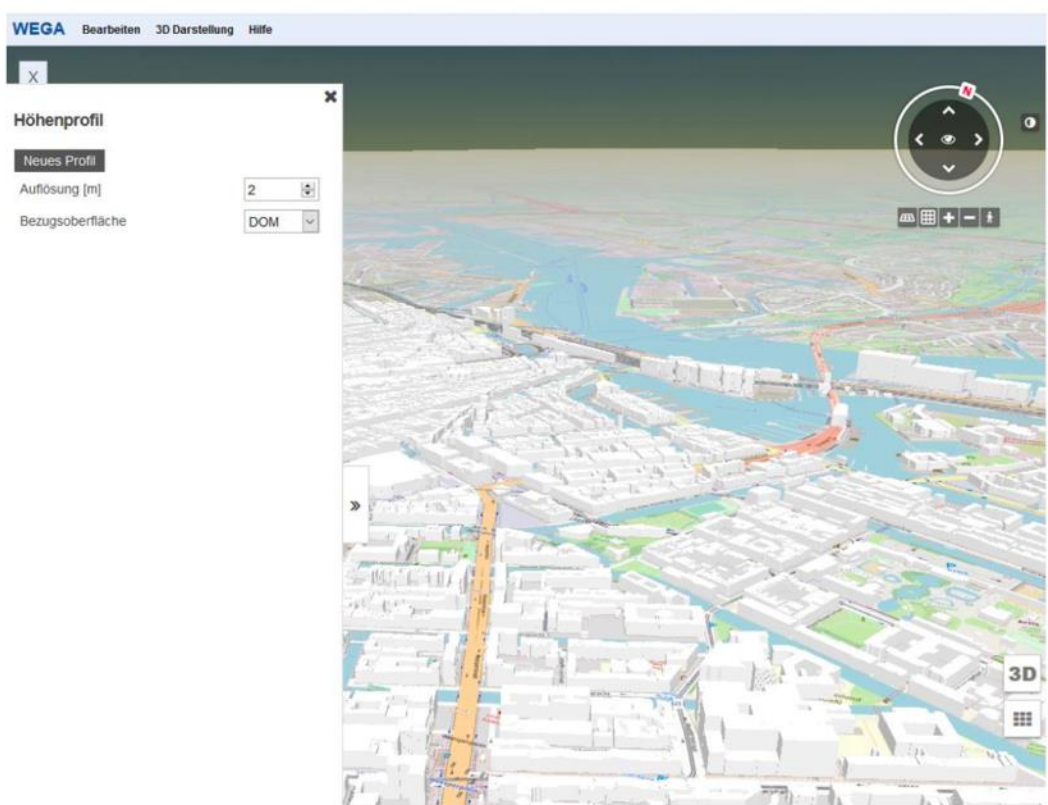 WEGA Bearbeiten 3D Darstellung Hilfe
X
Höhenprofil
Neues Profil
Auflösung [m] 2
Bezugsoberfläche DOM
N
3D